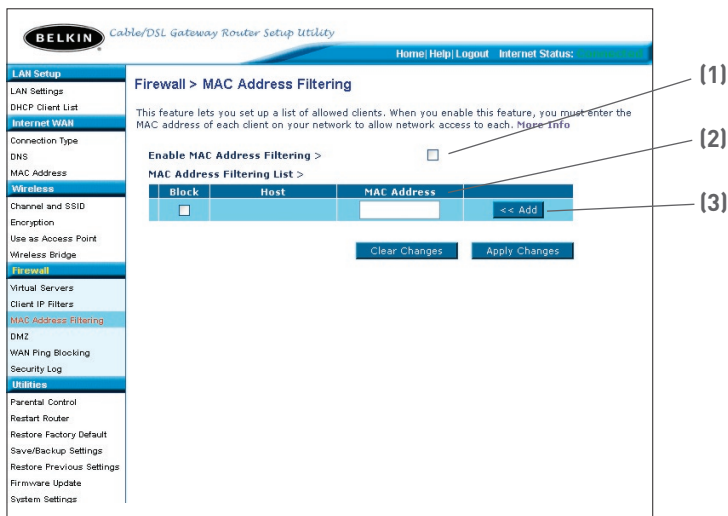 BELKIN
Cable/DSL Gateway Router Setup Utility
Home| Help| Logout Internet Status:
LAN Setup
LAN Settings
DHCP Client List
Internet WAN
Connection Type
DNS
MAC Address
Wireless
Channel and SSID
Encryption
Use as Access Point
Wireless Bridge
Firewall
Virtual Servers
Client IP Filters
MAC Address Filtering
DMZ
WAN Ping Blocking
Security Log
Utilities
Parental Control
Restart Router
Restore Factory Default
Save/Backup Settings
Restore Previous Settings
Firmware Update
System Settings
Firewall > MAC Address Filtering
This feature lets you set up a list of allowed clients. When you enable this feature, you must enter the
MAC address of each client on your network to allow network access to each. More Info
Enable MAC Address Filtering >
MAC Address Filtering List >
Block Host MAC Address
<< Add
Clear Changes Apply Changes
(1)
(2)
(3)